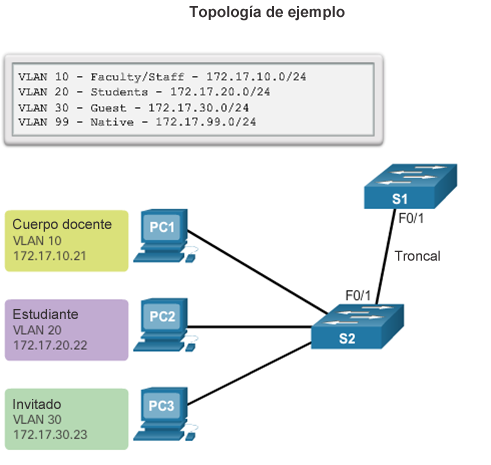 Topología de ejemplo
VLAN 10 - Faculty/Staff - 172.17.10.0/24
VLAN 20 - Students - 172.17.20.0/24
VLAN 30 - Guest - 172.17.30.0/24
VLAN 99 - Native - 172.17.99.0/24
S1
F0/1
Troncal
Cuerpo docente
VLAN 10
172.17.10.21
PC1
F0/1
S2
Estudiante
VLAN 20
172.17.20.22
PC2
Invitado
VLAN 30
172.17.30.23
PC3